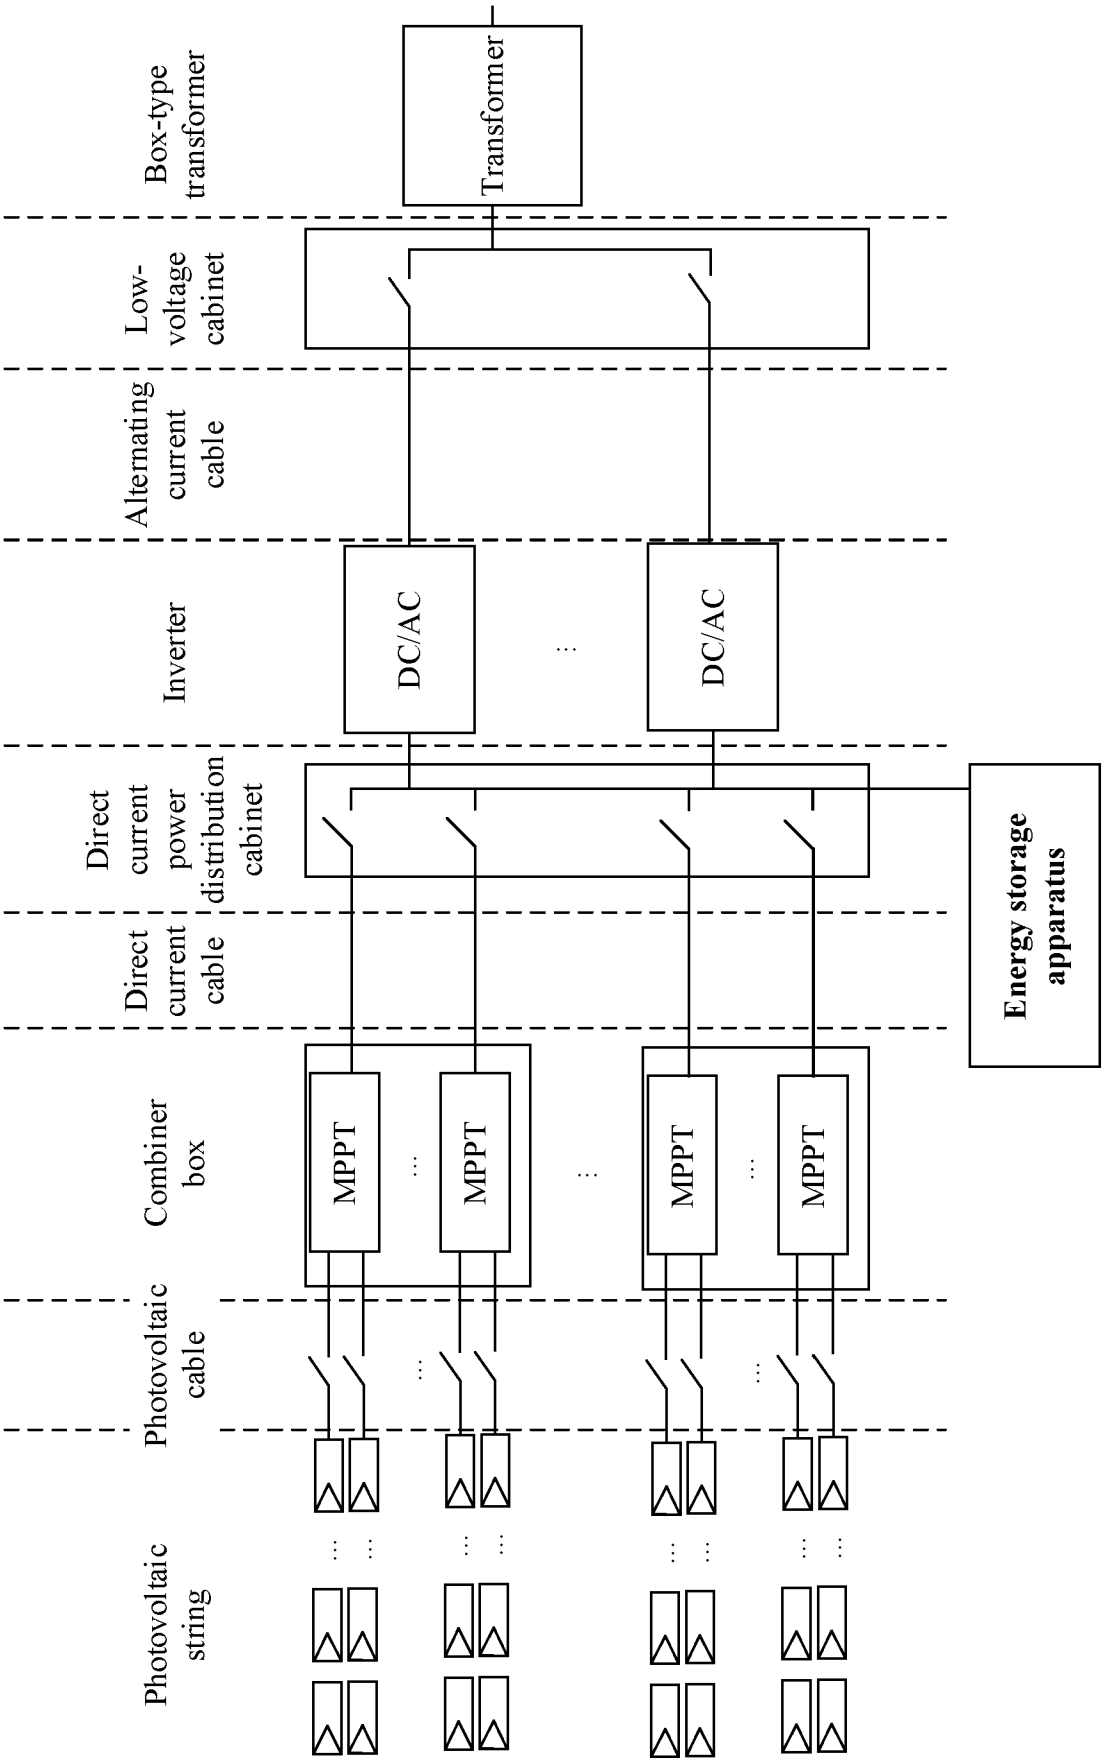 Photovoltaic
string
Photovoltaic
cable
Combiner
box
Direct
current
cable
Direct
current
power
distribution
cabinet
Inverter
Alternating
current
cable
Low-
voltage
cabinet
Box-type
transformer
MPPT
...
MPPT
...
MPPT
...
MPPT
DC/AC
...
DC/AC
Transformer
Energy storage
apparatus